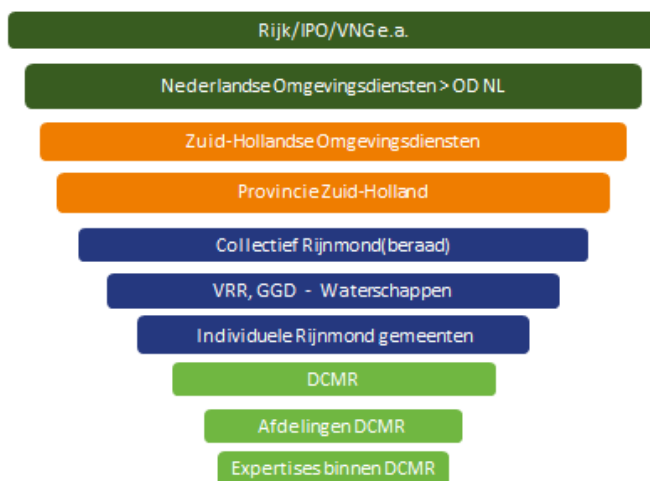 Rijk/IPO/VNG e.a.
Nederlandse Omgevingsdiensten > OD NL
Zuid-Hollandse Omgevingsdiensten
Provincie Zuid-Holland
Collectief Rijnmond(beraad)
VRR, GGD - Waterschappen
Individuele Rijnmond gemeenten
DCMR
Afdelingen DCMR
Expertises binnen DCMR